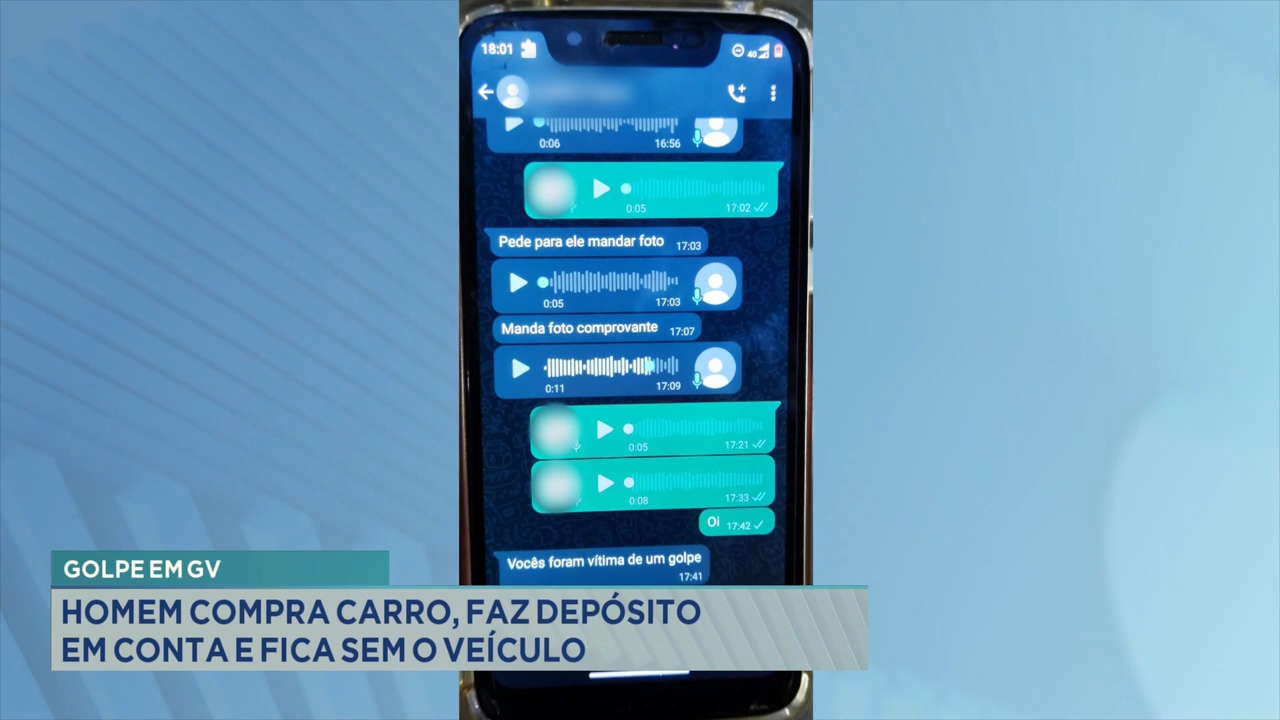 18:01
4G
0:06 16:56
0:05 17:02
Pede para ele mandar foto 17:03
0:05 17:03
Manda foto comprovante 17:07
0:11 17:09
0:05 17:21
0:08 17:33
Oi 17:42
Vocês foram vítima de um golpe
17:41
GOLPE EM GV
HOMEM COMPRA CARRO, FAZ DEPÓSITO
EM CONTA E FICA SEM O VEÍCULO